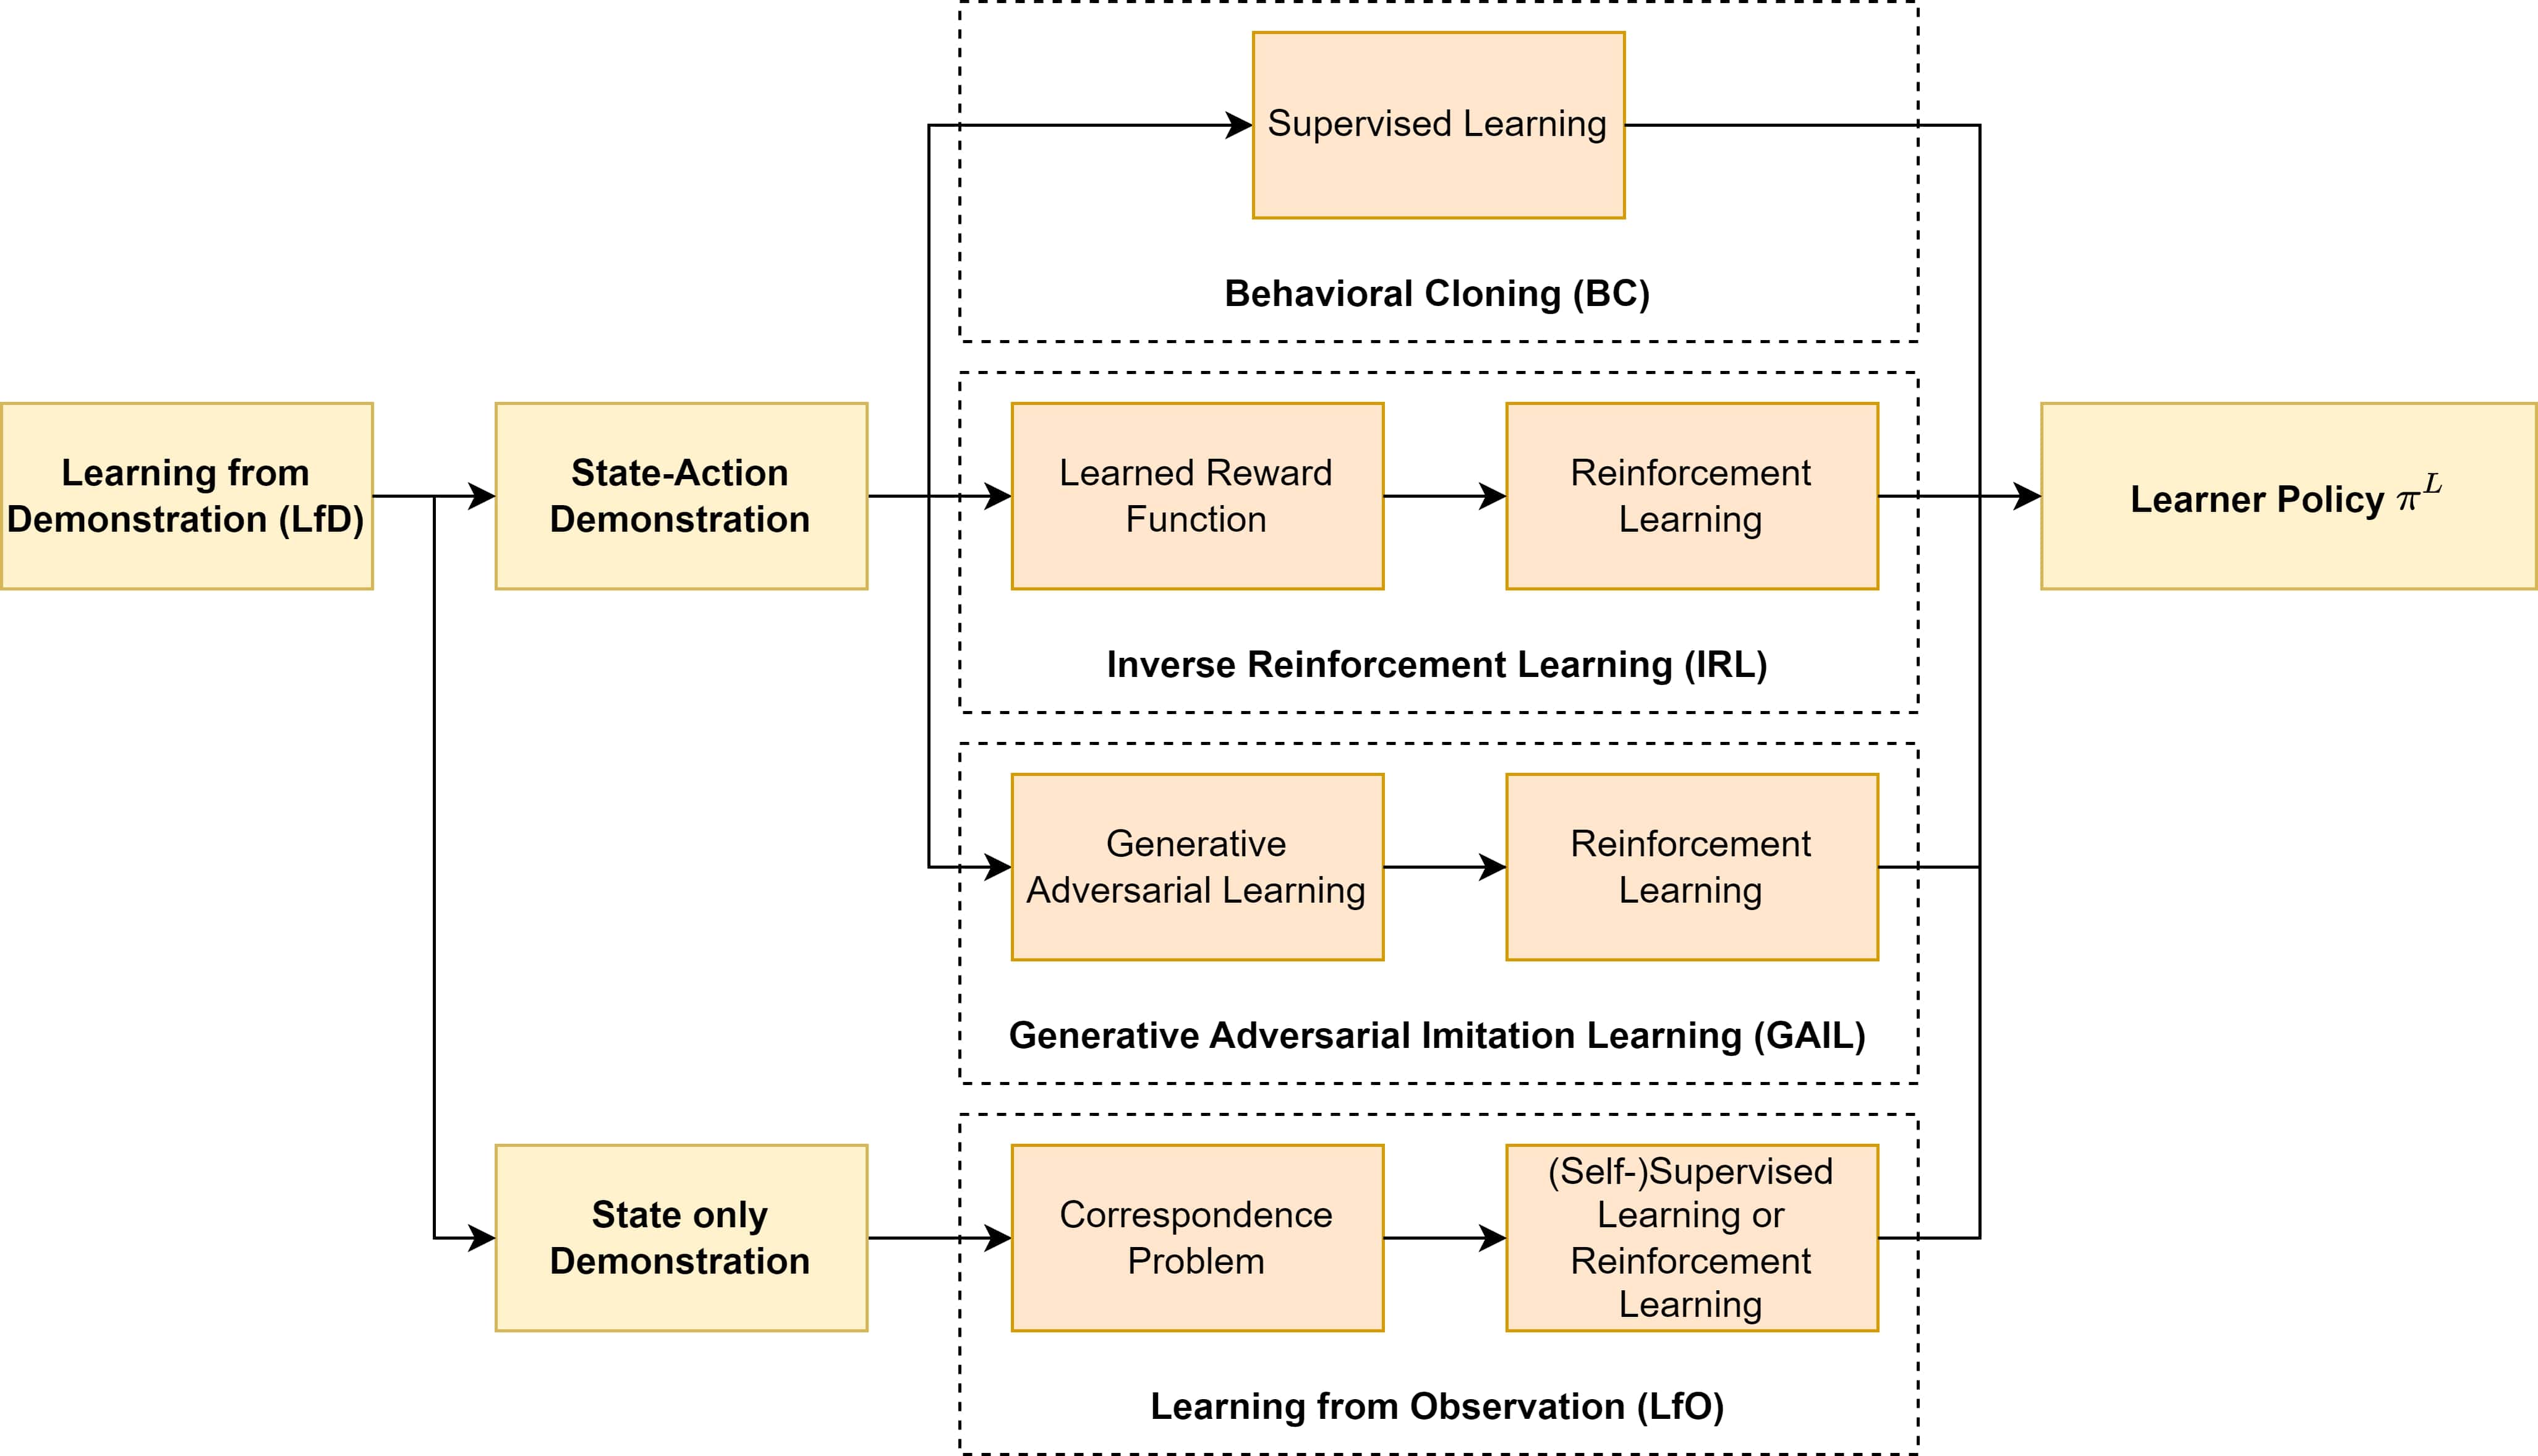 Learning from
Demonstration (LfD)
State-Action
Demonstration
State only
Demonstration
Supervised Learning
Behavioral Cloning (BC)
Learned Reward
Function
Reinforcement
Learning
Inverse Reinforcement Learning (IRL)
Generative
Adversarial Learning
Reinforcement
Learning
Generative Adversarial Imitation Learning (GAIL)
Correspondence
Problem
(Self-)Supervised
Learning or
Reinforcement
Learning
Learning from Observation (LfO)
Learner Policy π^L